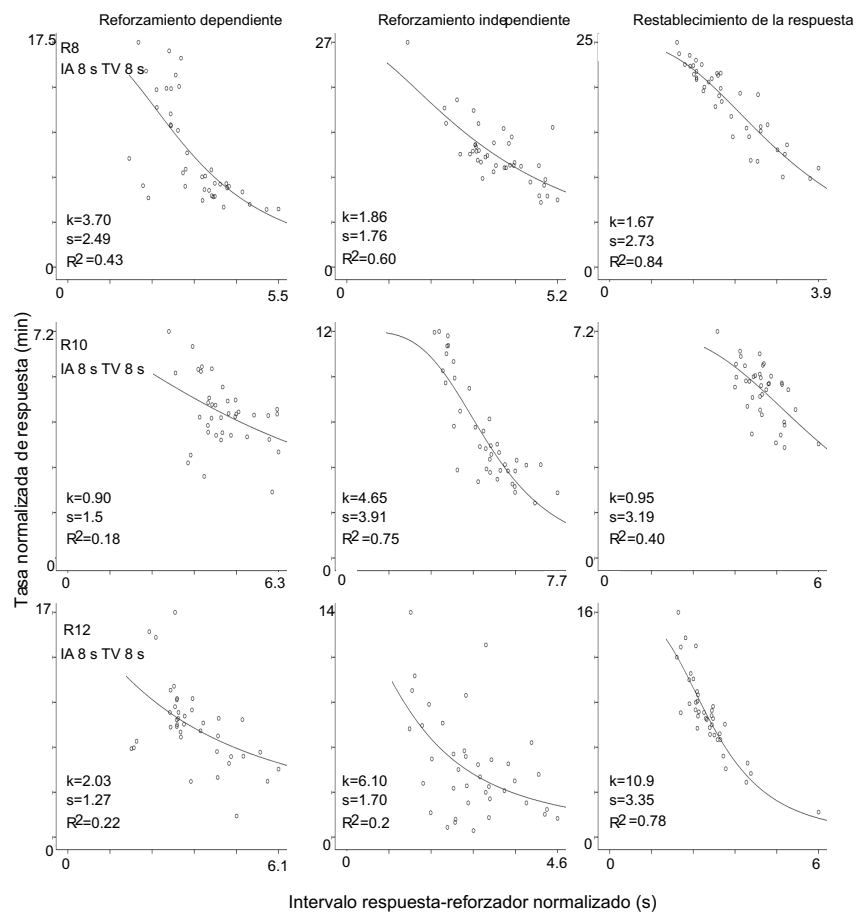 Reforzamiento dependiente
Reforzamiento independiente
Restablecimiento de la respuesta
17.5
R8
IA 8 s TV 8 s
k=3.70
s=2.49
R2=0.43
0
0
5.5
27
k=1.86
s=1.76
R2=0.60
0
0
5.2
25
k=1.67
s=2.73
R2=0.84
0
0
3.9
Tasa normalizada de respuesta (min)
7.2
R10
IA 8 s TV 8 s
k=0.90
s=1.5
R2=0.18
0
0
6.3
12
k=4.65
s=3.91
R2=0.75
0
0
7.7
7.2
k=0.95
s=3.19
R2=0.40
0
0
6
17
R12
IA 8 s TV 8 s
k=2.03
s=1.27
R2=0.22
0
0
6.1
14
k=6.10
s=1.70
R2=0.2
0
0
4.6
16
k=10.9
s=3.35
R2=0.78
0
0
6
Intervalo respuesta-reforzador normalizado (s)